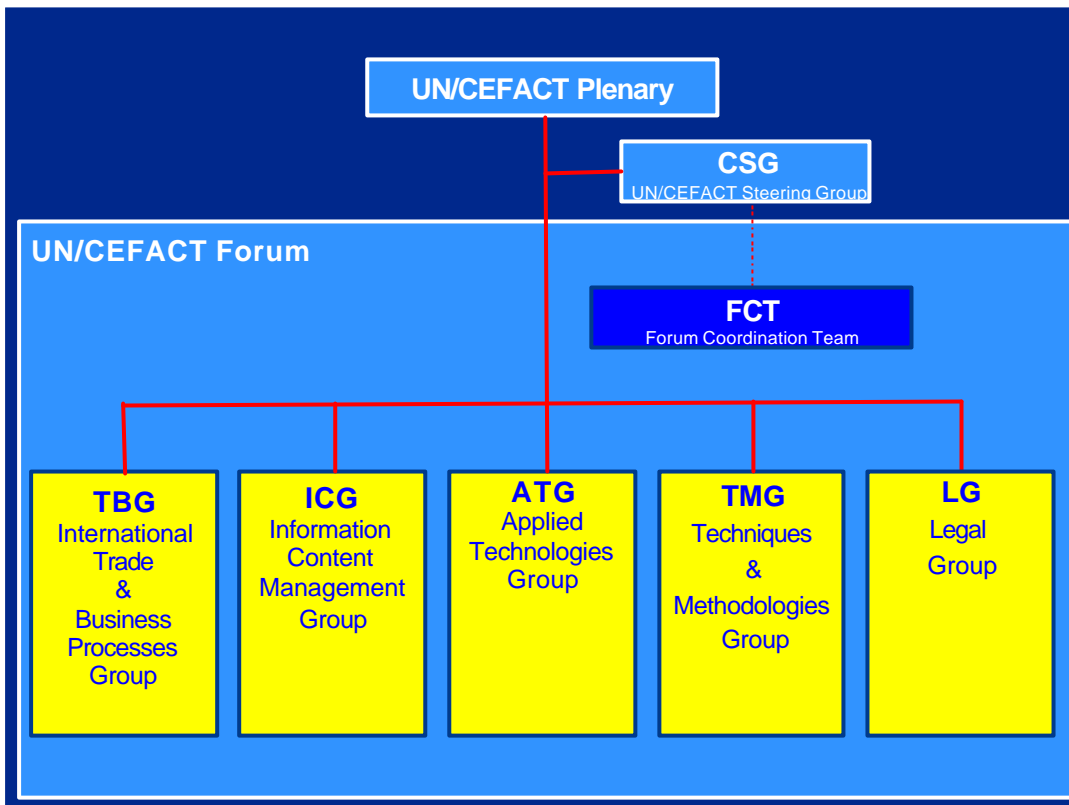 UN/CEFACT Plenary
CSG
UN/CEFACT Steering Group
UN/CEFACT Forum
FCT
Forum Coordination Team
TBG
International
Trade
&
Business
Processes
Group
ICG
Information
Content
Management
Group
ATG
Applied
Technologies
Group
TMG
Techniques
&
Methodologies
Group
LG
Legal
Group